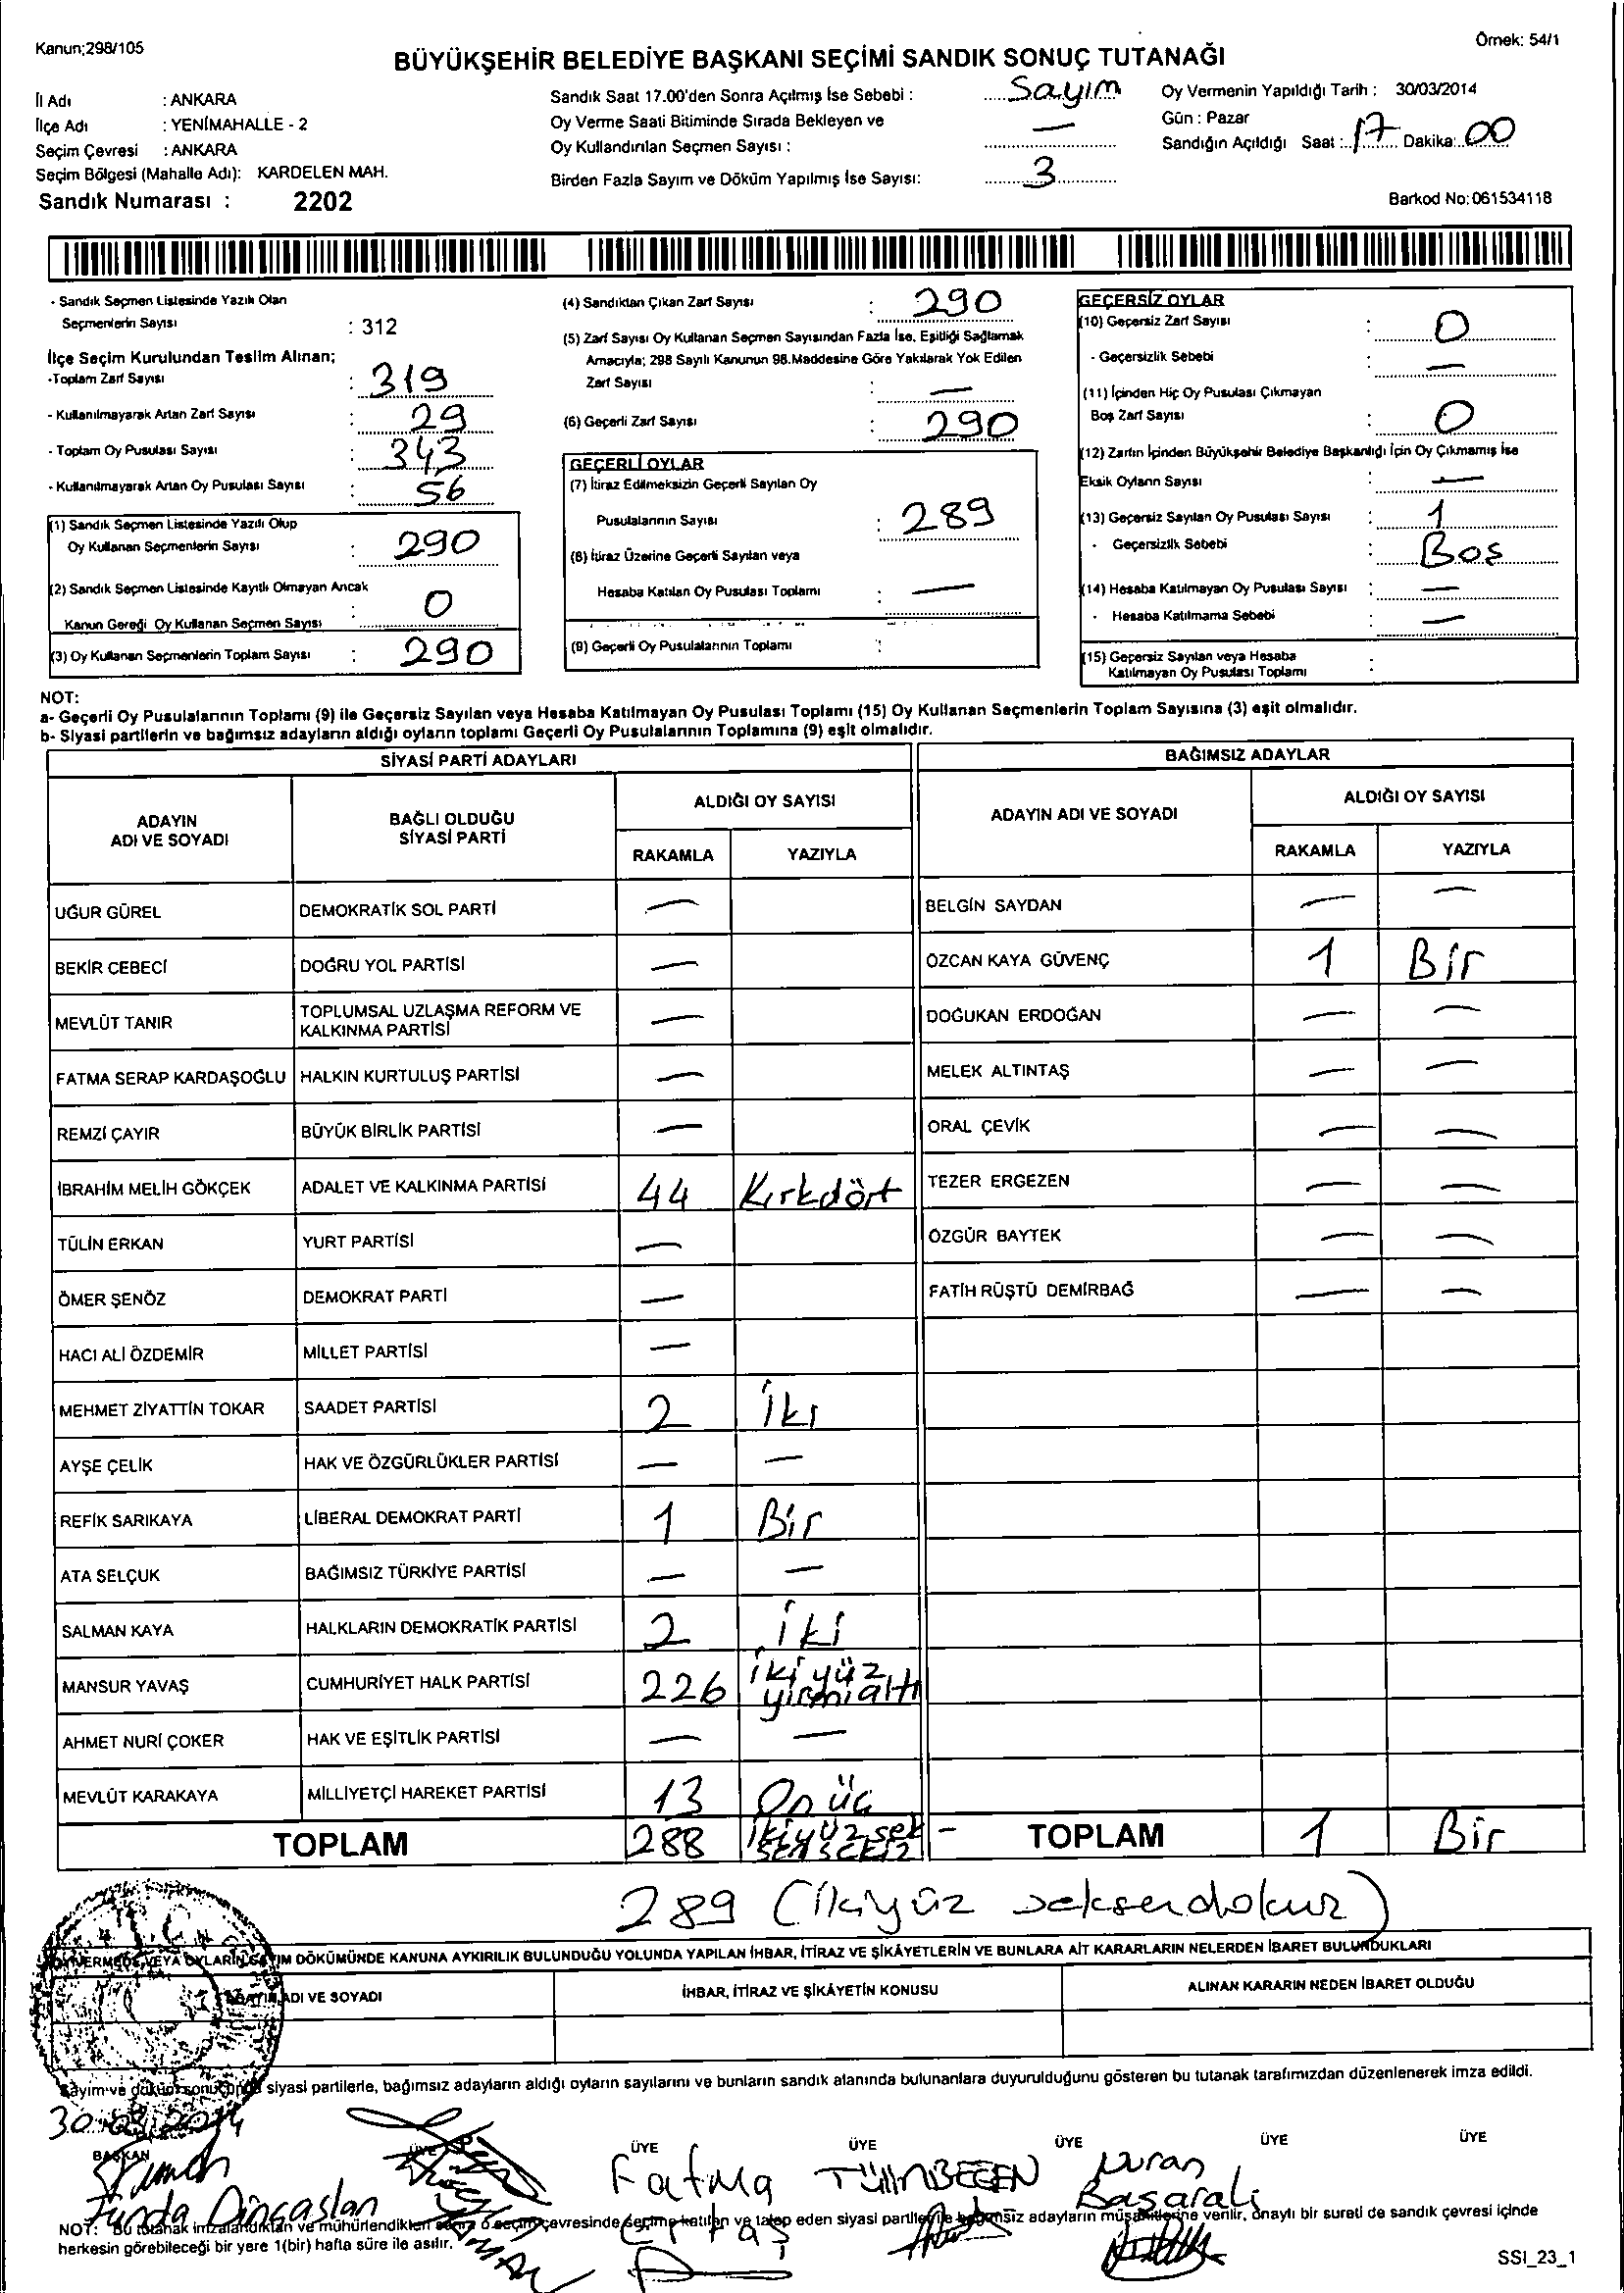 Kanun;298/105
Örnek: 54/1
BÜYÜKŞEHİR BELEDİYE BAŞKANI SEÇİMİ SANDIK SONUÇ TUTANAĞI
İl Adı : ANKARA
İlçe Adı : YENİMAHALLE - 2
Seçim Çevresi : ANKARA
Seçim Bölgesi (Mahalle Adı): KARDELEN MAH.
Sandık Numarası : 2202
Sandık Saat 17.00'den Sonra Açılmış İse Sebebi : Sayım
Oy Verme Saati Bitiminde Sırada Bekleyen ve
Oy Kullandırılan Seçmen Sayısı : —
Birden Fazla Sayım ve Döküm Yapılmış İse Sayısı: 3
Oy Vermenin Yapıldığı Tarih : 30/03/2014
Gün : Pazar
Sandığın Açıldığı Saat : 17 Dakika: 00
Barkod No: 061534118
- Sandık Seçmen Listesinde Yazılı Olan
Seçmenlerin Sayısı : 312
İlçe Seçim Kurulundan Teslim Alınan;
-Toplam Zarf Sayısı : 319
- Kullanılmayarak Artan Zarf Sayısı : 29
- Toplam Oy Pusulası Sayısı : 343
- Kullanılmayarak Artan Oy Pusulası Sayısı : 56
(1) Sandık Seçmen Listesinde Yazılı Olup
Oy Kullanan Seçmenlerin Sayısı : 290
(2) Sandık Seçmen Listesinde Kayıtlı Olmayan Ancak
Kanun Gereği Oy Kullanan Seçmen Sayısı : 0
(3) Oy Kullanan Seçmenlerin Toplam Sayısı : 290
(4) Sandıktan Çıkan Zarf Sayısı : 290
(5) Zarf Sayısı Oy Kullanan Seçmen Sayısından Fazla İse, Eşitliği Sağlamak
Amacıyla; 298 Sayılı Kanunun 98.Maddesine Göre Yakılarak Yok Edilen
Zarf Sayısı : —
(6) Geçerli Zarf Sayısı : 290
GEÇERLİ OYLAR
(7) İtiraz Edilmeksizin Geçerli Sayılan Oy
Pusulalarının Sayısı : 289
(8) İtiraz Üzerine Geçerli Sayılan veya
Hesaba Katılan Oy Pusulası Toplamı : —
(9) Geçerli Oy Pusulalarının Toplamı :
GEÇERSİZ OYLAR
(10) Geçersiz Zarf Sayısı : 0
- Geçersizlik Sebebi : —
(11) İçinden Hiç Oy Pusulası Çıkmayan
Boş Zarf Sayısı : 0
(12) Zarfın İçinden Büyükşehir Belediye Başkanlığı İçin Oy Çıkmamış İse
Eksik Oyların Sayısı : —
(13) Geçersiz Sayılan Oy Pusulası Sayısı : 1
- Geçersizlik Sebebi : Boş
(14) Hesaba Katılmayan Oy Pusulası Sayısı : —
- Hesaba Katılmama Sebebi : —
(15) Geçersiz Sayılan veya Hesaba
Katılmayan Oy Pusulası Toplamı :
NOT:
a- Geçerli Oy Pusulalarının Toplamı (9) ile Geçersiz Sayılan veya Hesaba Katılmayan Oy Pusulası Toplamı (15) Oy Kullanan Seçmenlerin Toplam Sayısına (3) eşit olmalıdır.
b- Siyasi partilerin ve bağımsız adayların aldığı oyların toplamı Geçerli Oy Pusulalarının Toplamına (9) eşit olmalıdır.
SİYASİ PARTİ ADAYLARI
ADAYIN ADI VE SOYADI
BAĞLI OLDUĞU SİYASİ PARTİ
ALDIĞI OY SAYISI
RAKAMLA YAZIYLA
UĞUR GÜREL DEMOKRATİK SOL PARTİ —
BEKİR CEBECİ DOĞRU YOL PARTİSİ —
MEVLÜT TANIR TOPLUMSAL UZLAŞMA REFORM VE KALKINMA PARTİSİ —
FATMA SERAP KARDAŞOĞLU HALKIN KURTULUŞ PARTİSİ —
REMZİ ÇAYIR BÜYÜK BİRLİK PARTİSİ —
İBRAHİM MELİH GÖKÇEK ADALET VE KALKINMA PARTİSİ 44 Kırkdört
TÜLİN ERKAN YURT PARTİSİ —
ÖMER ŞENÖZ DEMOKRAT PARTİ —
HACI ALİ ÖZDEMİR MİLLET PARTİSİ —
MEHMET ZİYATTİN TOKAR SAADET PARTİSİ 2 İki
AYŞE ÇELİK HAK VE ÖZGÜRLÜKLER PARTİSİ — —
REFİK SARIKAYA LİBERAL DEMOKRAT PARTİ 1 Bir
ATA SELÇUK BAĞIMSIZ TÜRKİYE PARTİSİ — —
SALMAN KAYA HALKLARIN DEMOKRATİK PARTİSİ 2 iki
MANSUR YAVAŞ CUMHURİYET HALK PARTİSİ 226 iki yüz yirmi altı
AHMET NURİ ÇOKER HAK VE EŞİTLİK PARTİSİ — —
MEVLÜT KARAKAYA MİLLİYETÇİ HAREKET PARTİSİ 13 On üç
TOPLAM 288 ikiyüz sek- sen sekiz
BAĞIMSIZ ADAYLAR
ADAYIN ADI VE SOYADI
ALDIĞI OY SAYISI
RAKAMLA YAZIYLA
BELGİN SAYDAN — —
ÖZCAN KAYA GÜVENÇ 1 Bir
DOĞUKAN ERDOĞAN — —
MELEK ALTINTAŞ — —
ORAL ÇEVİK — —
TEZER ERGEZEN — —
ÖZGÜR BAYTEK — —
FATİH RÜŞTÜ DEMİRBAĞ — —
TOPLAM 1 Bir
289 (ikiyüz seksendokuz)
DÖKÜMÜNDE KANUNA AYKIRILIK BULUNDUĞU YOLUNDA YAPILAN İHBAR, İTİRAZ VE ŞİKÂYETLERİN VE BUNLARA AİT KARARLARIN NELERDEN İBARET BULUNDUKLARI
ADI VE SOYADI
İHBAR, İTİRAZ VE ŞİKÂYETİN KONUSU
ALINAN KARARIN NEDEN İBARET OLDUĞU
Sayım ve döküm sonucunda siyasi partilerle, bağımsız adayların aldığı oyların sayılarını ve bunların sandık alanında bulunanlara duyurulduğunu gösteren bu tutanak tarafımızdan düzenlenerek imza edildi.
30.03.2014
BAŞKAN ÜYE ÜYE ÜYE ÜYE ÜYE ÜYE
Funda Dinçaslan
Fatma
TÜLİN BEGEN
Nuran
Başaralı
NOT: Bu tutanak imzalandıktan ve mühürlendikten sonra o seçim çevresinde seçime katılan ve talep eden siyasi partilerle bağımsız adayların müşahitlerine verilir, onaylı bir sureti de sandık çevresi içinde
herkesin görebileceği bir yere 1(bir) hafta süre ile asılır.
SSI_23_1